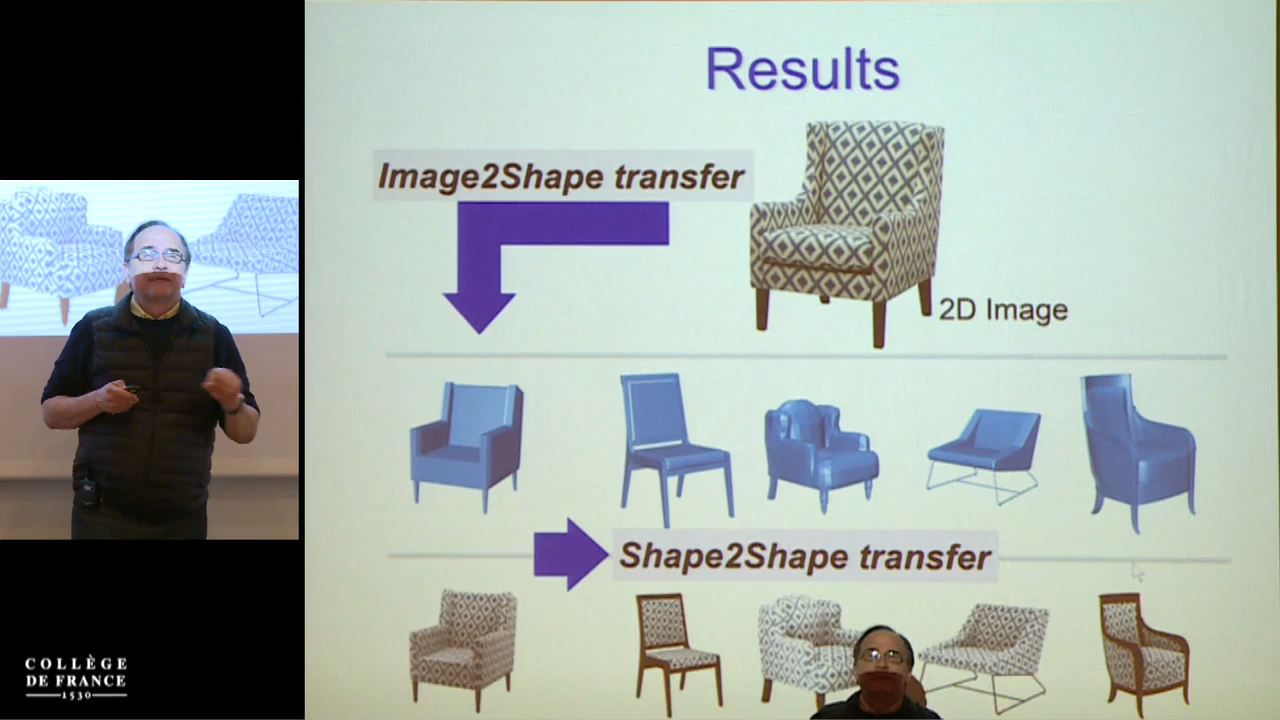 Results
Image2Shape transfer
2D Image
Shape2Shape transfer
COLLÈGE
DE FRANCE
1530